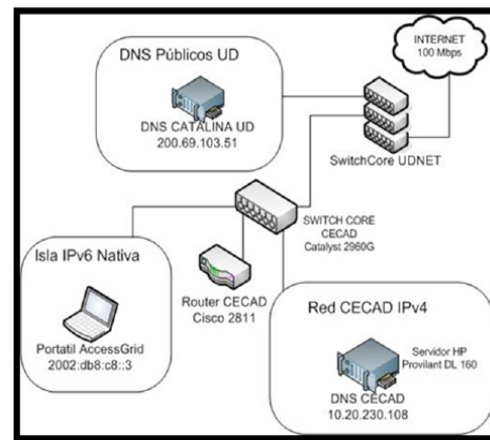 INTERNET
100 Mbps
DNS Públicos UD
DNS CATALINA UD
200.69.103.51
SwitchCore UDNET
SWITCH CORE
CECAD
Catalyst 2960G
Isla IPv6 Nativa
Portatil AccessGrid
2002:db8:c8::3
Router CECAD
Cisco 2811
Red CECAD IPv4
Servidor HP
Provilant DL 160
DNS CECAD
10.20.230.108